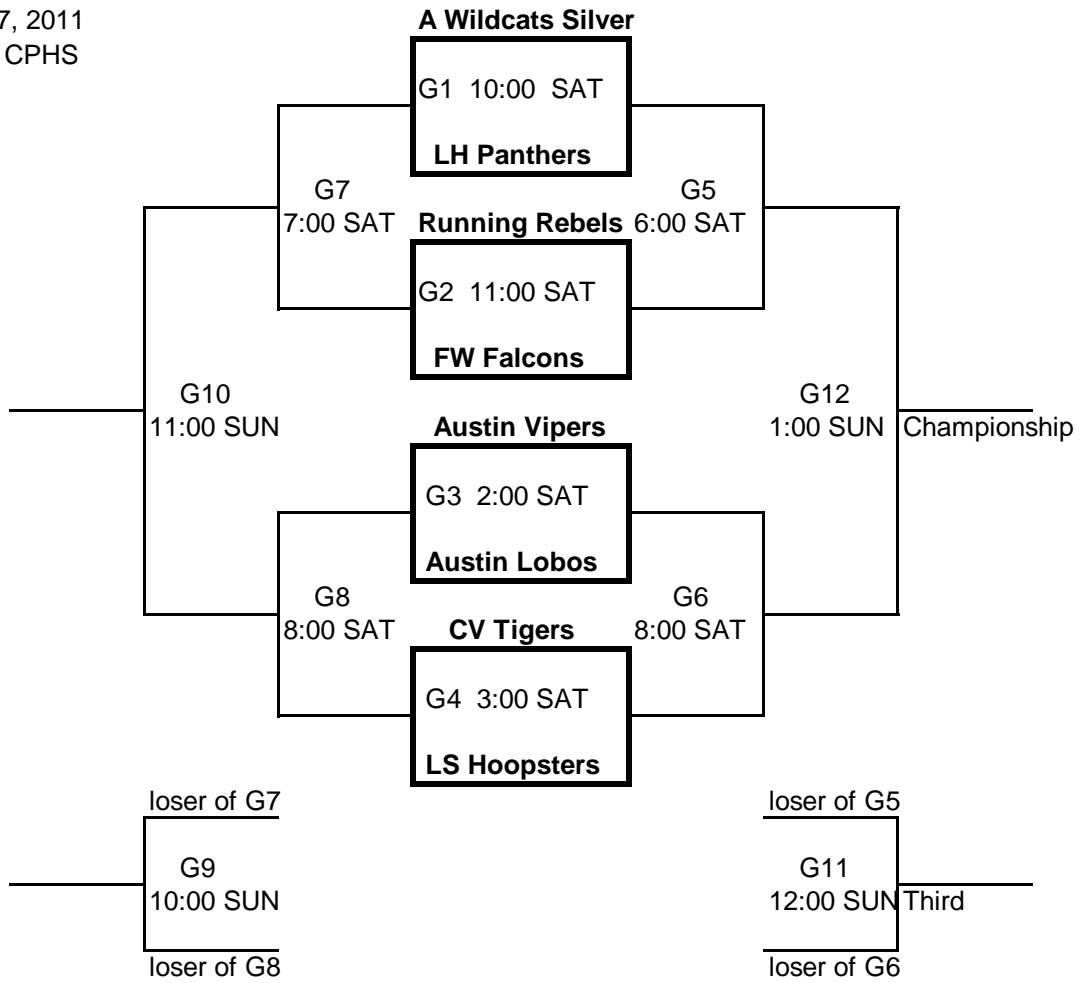 7, 2011
A Wildcats Silver
CPHS
G1 10:00 SAT
LH Panthers
G7
G5
7:00 SAT
Running Rebels
6:00 SAT
G2 11:00 SAT
FW Falcons
G10
G12
11:00 SUN
Austin Vipers
1:00 SUN
Championship
G3 2:00 SAT
Austin Lobos
G8
G6
8:00 SAT
CV Tigers
8:00 SAT
G4 3:00 SAT
LS Hoopsters
loser of G7
loser of G5
G9
G11
10:00 SUN
12:00 SUN
Third
loser of G8
loser of G6